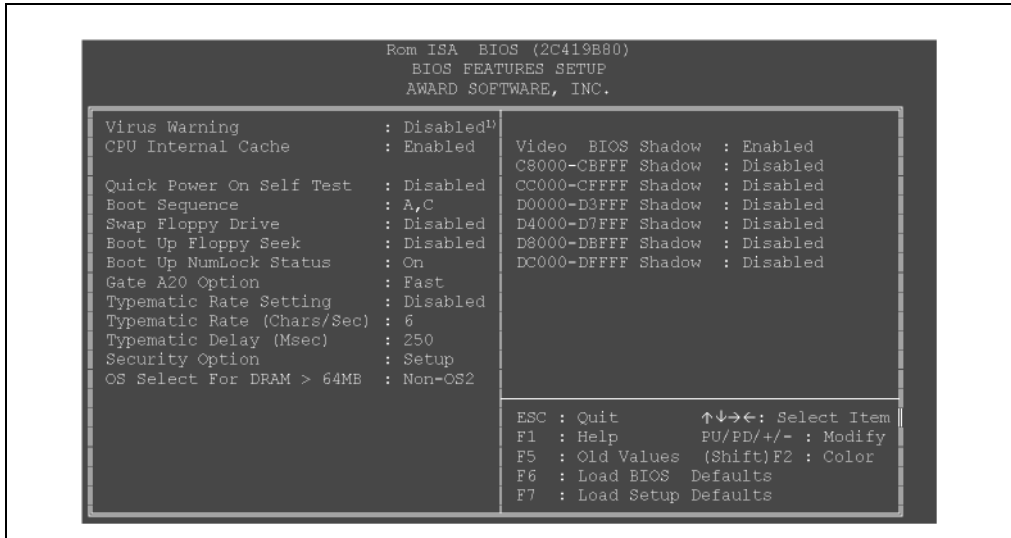 Rom ISA BIOS (2C419B80)
BIOS FEATURES SETUP
AWARD SOFTWARE, INC.
Virus Warning : Disabled1)
CPU Internal Cache : Enabled
Quick Power On Self Test : Disabled
Boot Sequence : A,C
Swap Floppy Drive : Disabled
Boot Up Floppy Seek : Disabled
Boot Up NumLock Status : On
Gate A20 Option : Fast
Typematic Rate Setting : Disabled
Typematic Rate (Chars/Sec) : 6
Typematic Delay (Msec) : 250
Security Option : Setup
OS Select For DRAM > 64MB : Non-OS2
Video BIOS Shadow : Enabled
C8000-CBFFF Shadow : Disabled
CC000-CFFFF Shadow : Disabled
D0000-D3FFF Shadow : Disabled
D4000-D7FFF Shadow : Disabled
D8000-DBFFF Shadow : Disabled
DC000-DFFFF Shadow : Disabled
ESC : Quit ↑↓→←: Select Item
F1 : Help PU/PD/+/- : Modify
F5 : Old Values (Shift)F2 : Color
F6 : Load BIOS Defaults
F7 : Load Setup Defaults